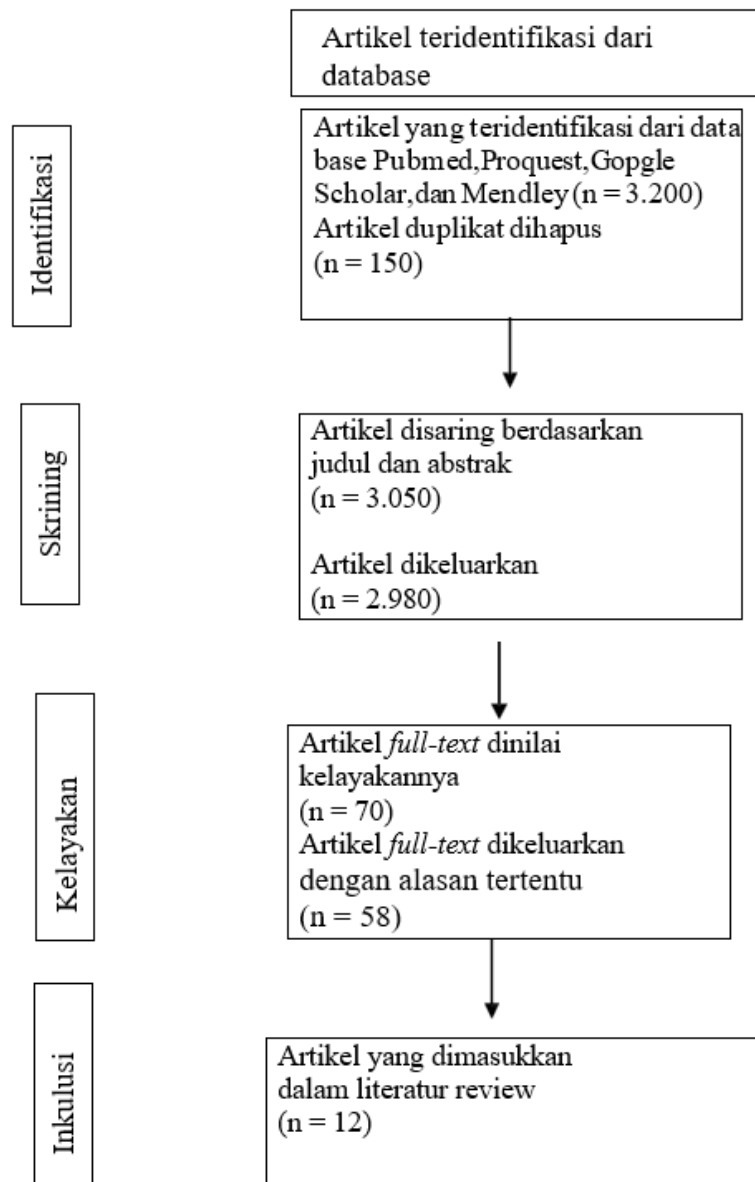 Artikel teridentifikasi dari
database
Identifikasi
Artikel yang teridentifikasi dari data
base Pubmed,Proquest,Gopgle
Scholar,dan Mendley (n = 3.200)
Artikel duplikat dihapus
(n = 150)
Skrining
Artikel disaring berdasarkan
judul dan abstrak
(n = 3.050)
Artikel dikeluarkan
(n = 2.980)
Kelayakan
Artikel full-text dinilai
kelayakannya
(n = 70)
Artikel full-text dikeluarkan
dengan alasan tertentu
(n = 58)
Inkulusi
Artikel yang dimasukkan
dalam literatur review
(n = 12)